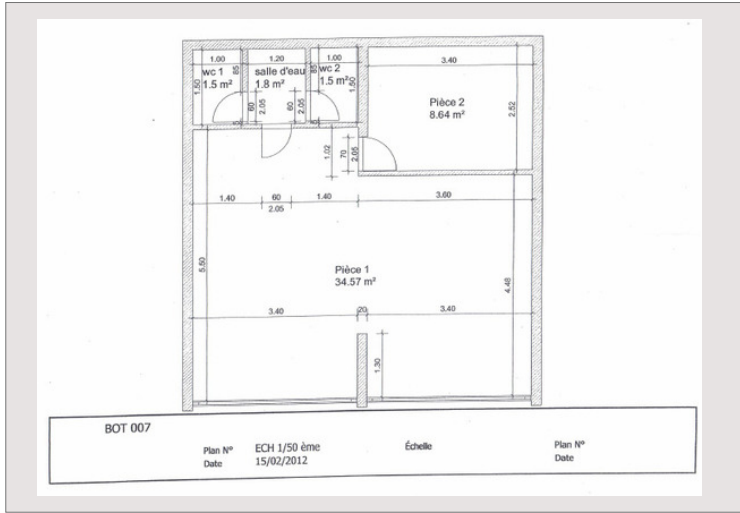 1.00 1.20 1.00 3.40
wc 1 85 salle d'eau 85 wc 2
1.5 m² 1.8 m² 1.5 m²
1.50 1.50
60 2.05 60 2.05
Pièce 2
8.64 m²
2.52
1.02 70 2.05
1.40 60 1.40 3.60
2.05
5.50
Pièce 1
34.57 m²
4.48
3.40 20 3.40
1.30
BOT 007
Plan N° ECH 1/50 ème Échelle Plan N°
Date 15/02/2012 Date